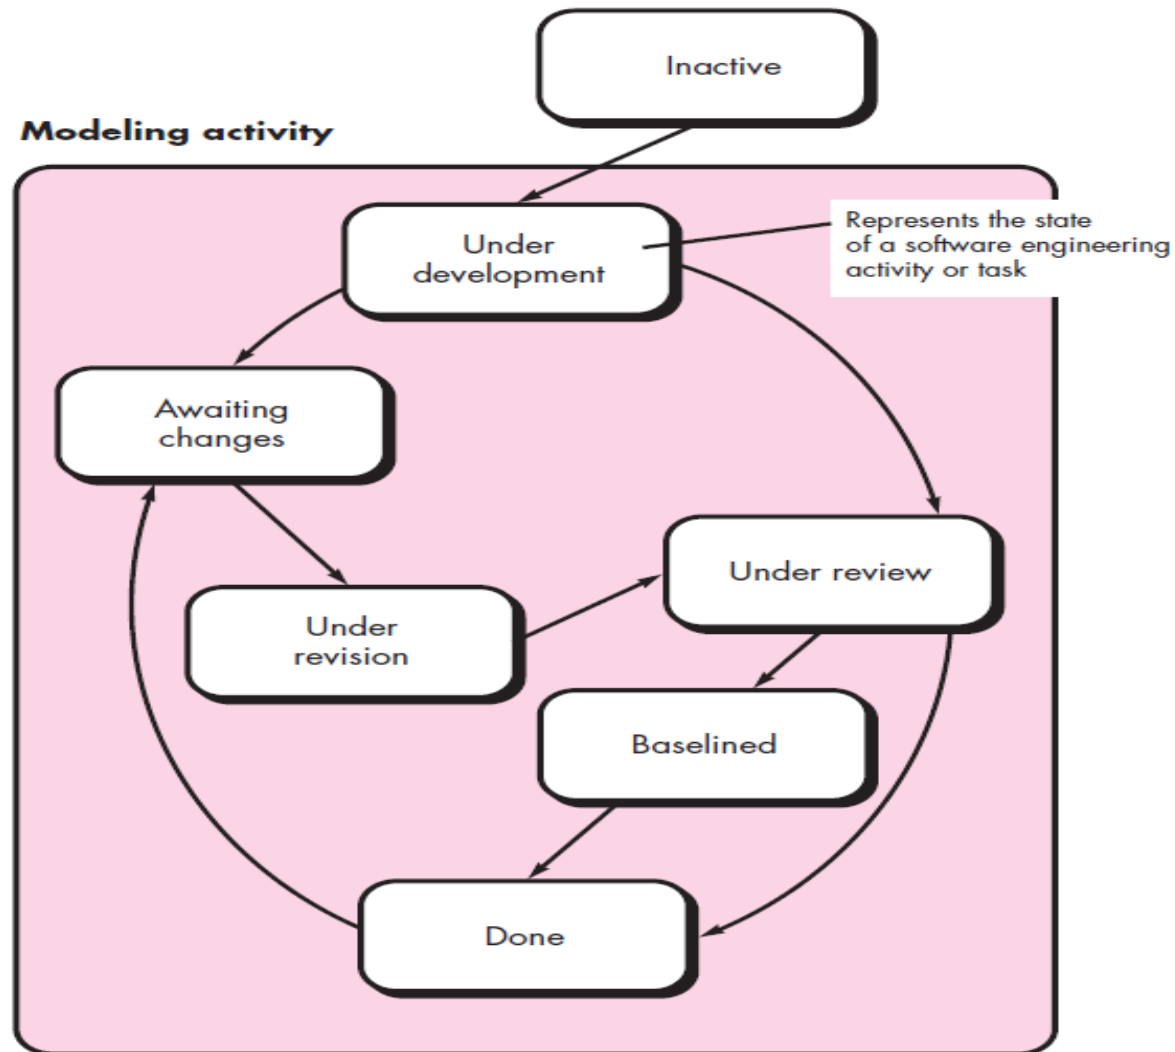 Inactive
Modeling activity
Under
development
Represents the state
of a software engineering
activity or task
Awaiting
changes
Under review
Under
revision
Baselined
Done